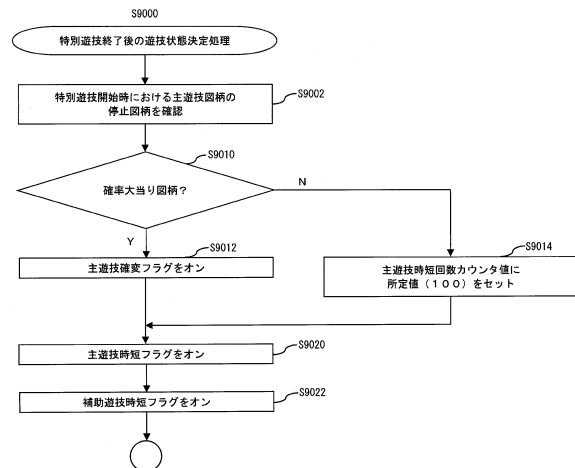 S9000
特別遊技終了後の遊技状態決定処理
特別遊技開始時における主遊技図柄の
停止図柄を確認
S9002
S9010
確率大当り図柄？
N
Y
S9012
主遊技確変フラグをオン
S9014
主遊技時短回数カウンタ値に
所定値（１００）をセット
主遊技時短フラグをオン
S9020
補助遊技時短フラグをオン
S9022